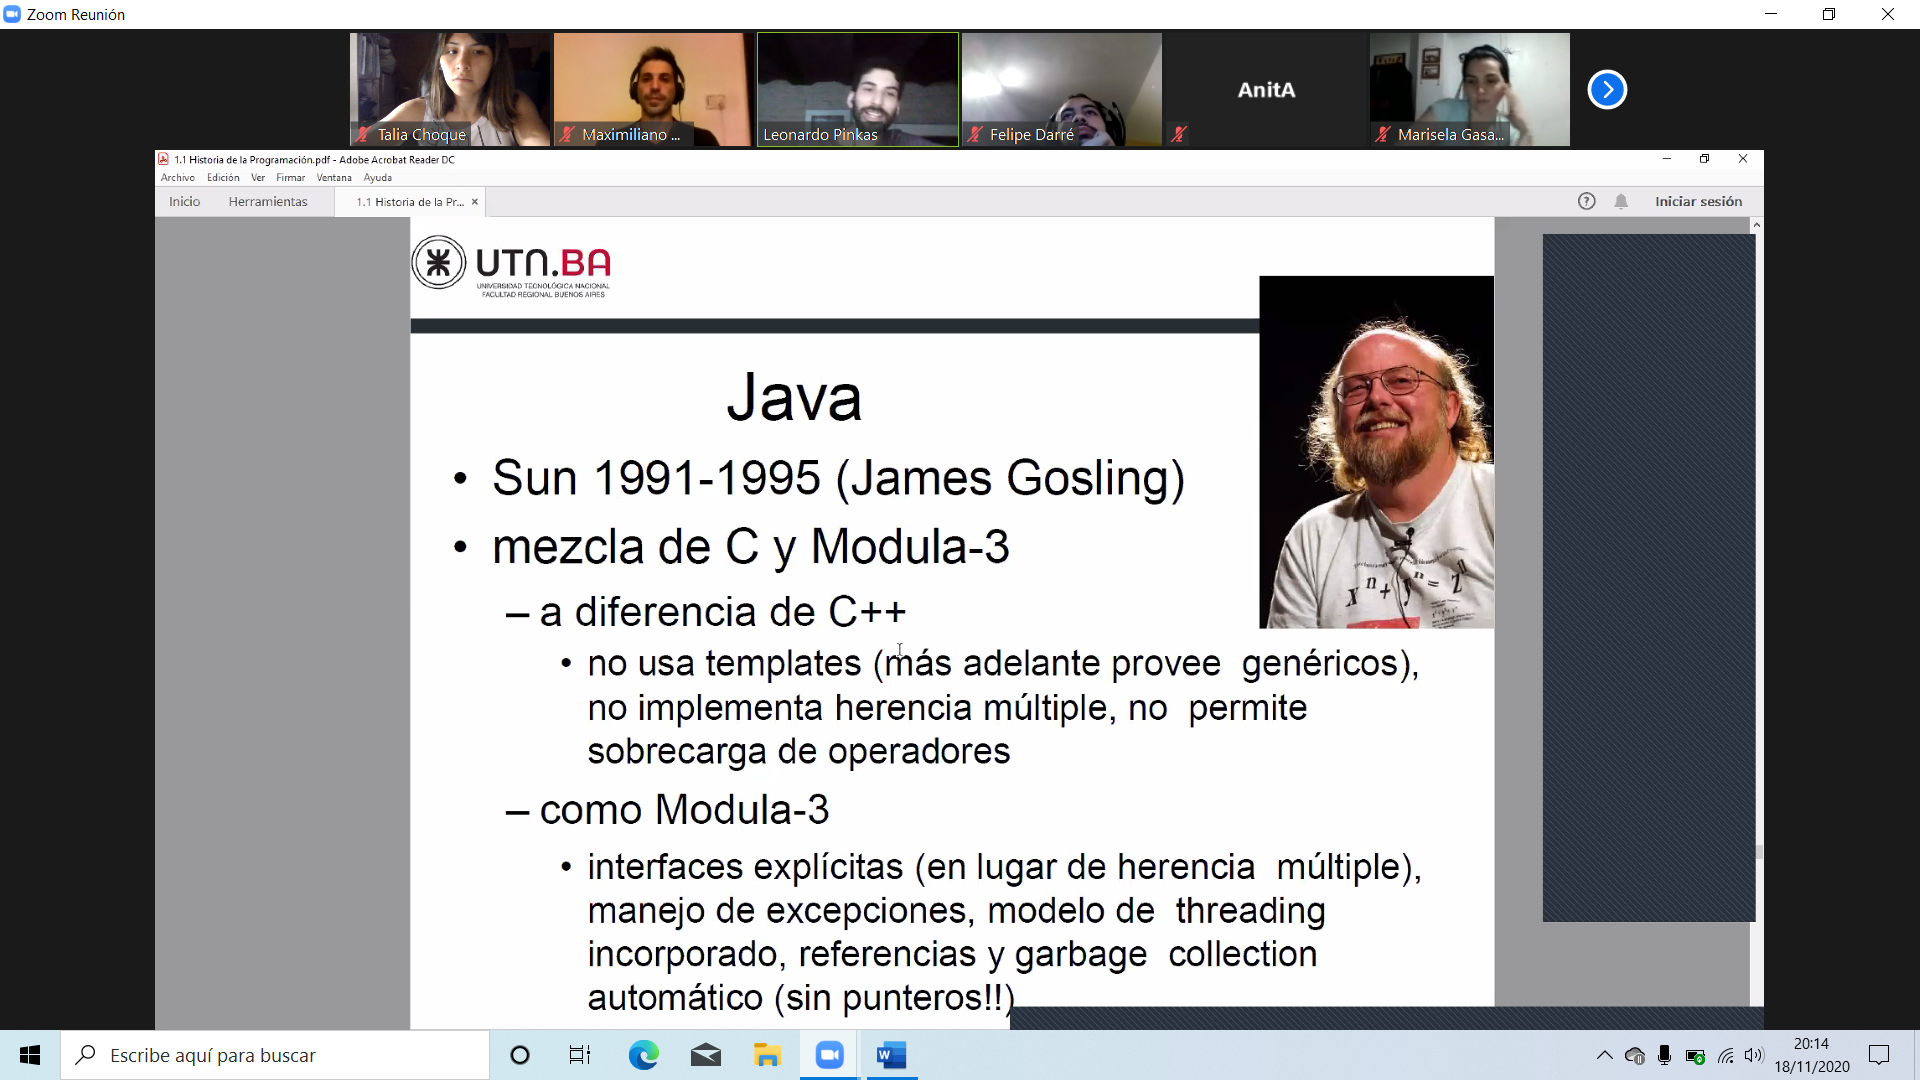 Zoom Reunión
Talia Choque
Maximiliano ...
Leonardo Pinkas
Felipe Darré
AnitA
Marisela Gasa...
1.1 Historia de la Programación.pdf - Adobe Acrobat Reader DC
Archivo Edición Ver Firmar Ventana Ayuda
Inicio Herramientas 1.1 Historia de la Pr... × Iniciar sesión
UTN.BA
UNIVERSIDAD TECNOLÓGICA NACIONAL
FACULTAD REGIONAL BUENOS AIRES
Java
• Sun 1991-1995 (James Gosling)
• mezcla de C y Modula-3
– a diferencia de C++
• no usa templates (más adelante provee genéricos),
no implementa herencia múltiple, no permite
sobrecarga de operadores
– como Modula-3
• interfaces explícitas (en lugar de herencia múltiple),
manejo de excepciones, modelo de threading
incorporado, referencias y garbage collection
automático (sin punteros!!)
xⁿ + yⁿ = zⁿ
Escribe aquí para buscar
20:14
18/11/2020